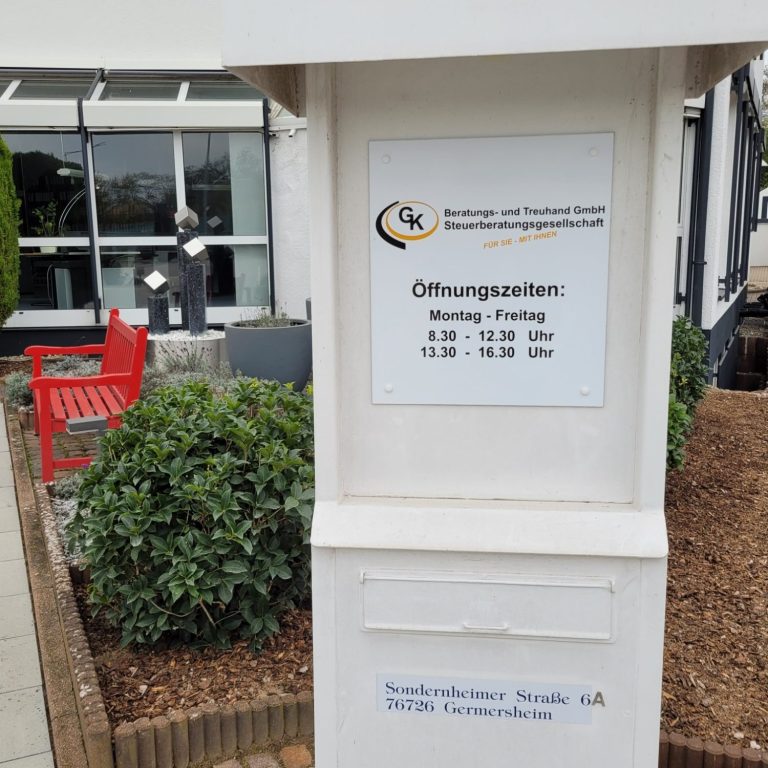 GK
Beratungs- und Treuhand GmbH
Steuerberatungsgesellschaft
FÜR SIE - MIT IHNEN
Öffnungszeiten:
Montag - Freitag
8.30 - 12.30 Uhr
13.30 - 16.30 Uhr
Sondernheimer Straße 6A
76726 Germersheim